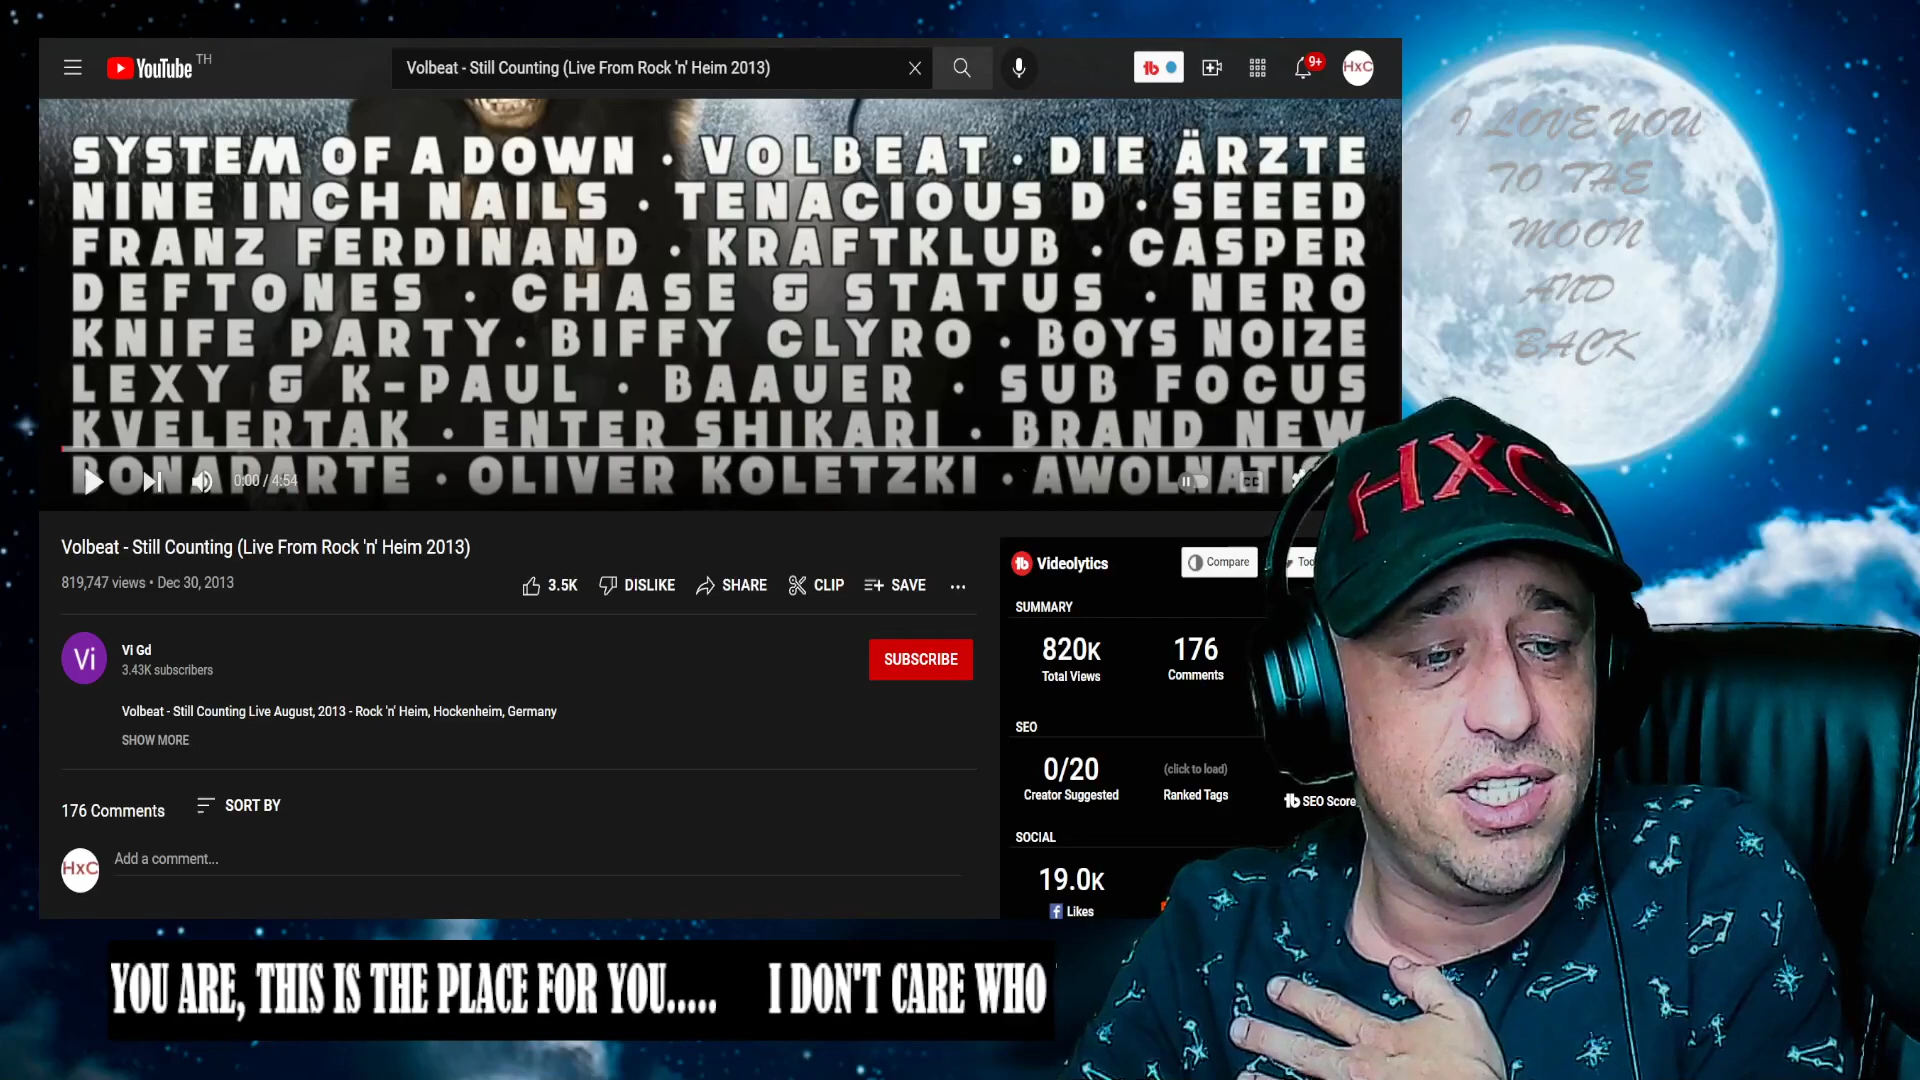 YouTube TH
Volbeat - Still Counting (Live From Rock 'n' Heim 2013)
9+
HxC
SYSTEM OF A DOWN · VOLBEAT · DIE ÄRZTE
NINE INCH NAILS · TENACIOUS D · SEEED
FRANZ FERDINAND · KRAFTKLUB · CASPER
DEFTONES · CHASE & STATUS · NERO
KNIFE PARTY · BIFFY CLYRO · BOYS NOIZE
LEXY & K-PAUL · BAAUER · SUB FOCUS
KVELERTAK · ENTER SHIKARI · BRAND NEW
BONAPARTE · OLIVER KOLETZKI · AWOLNATIO
0:00 / 4:54
CC
I LOVE YOU
TO THE
MOON
AND
BACK
HXC
Volbeat - Still Counting (Live From Rock 'n' Heim 2013)
819,747 views • Dec 30, 2013
3.5K DISLIKE SHARE CLIP SAVE ...
Vi
Vi Gd
3.43K subscribers
SUBSCRIBE
Volbeat - Still Counting Live August, 2013 - Rock 'n' Heim, Hockenheim, Germany
SHOW MORE
176 Comments SORT BY
HxC
Add a comment...
tb Videolytics Compare Too
SUMMARY
820K 176
Total Views Comments
SEO
0/20 (click to load)
Creator Suggested Ranked Tags tb SEO Score
SOCIAL
19.0K
f Likes
YOU ARE, THIS IS THE PLACE FOR YOU..... I DON'T CARE WHO